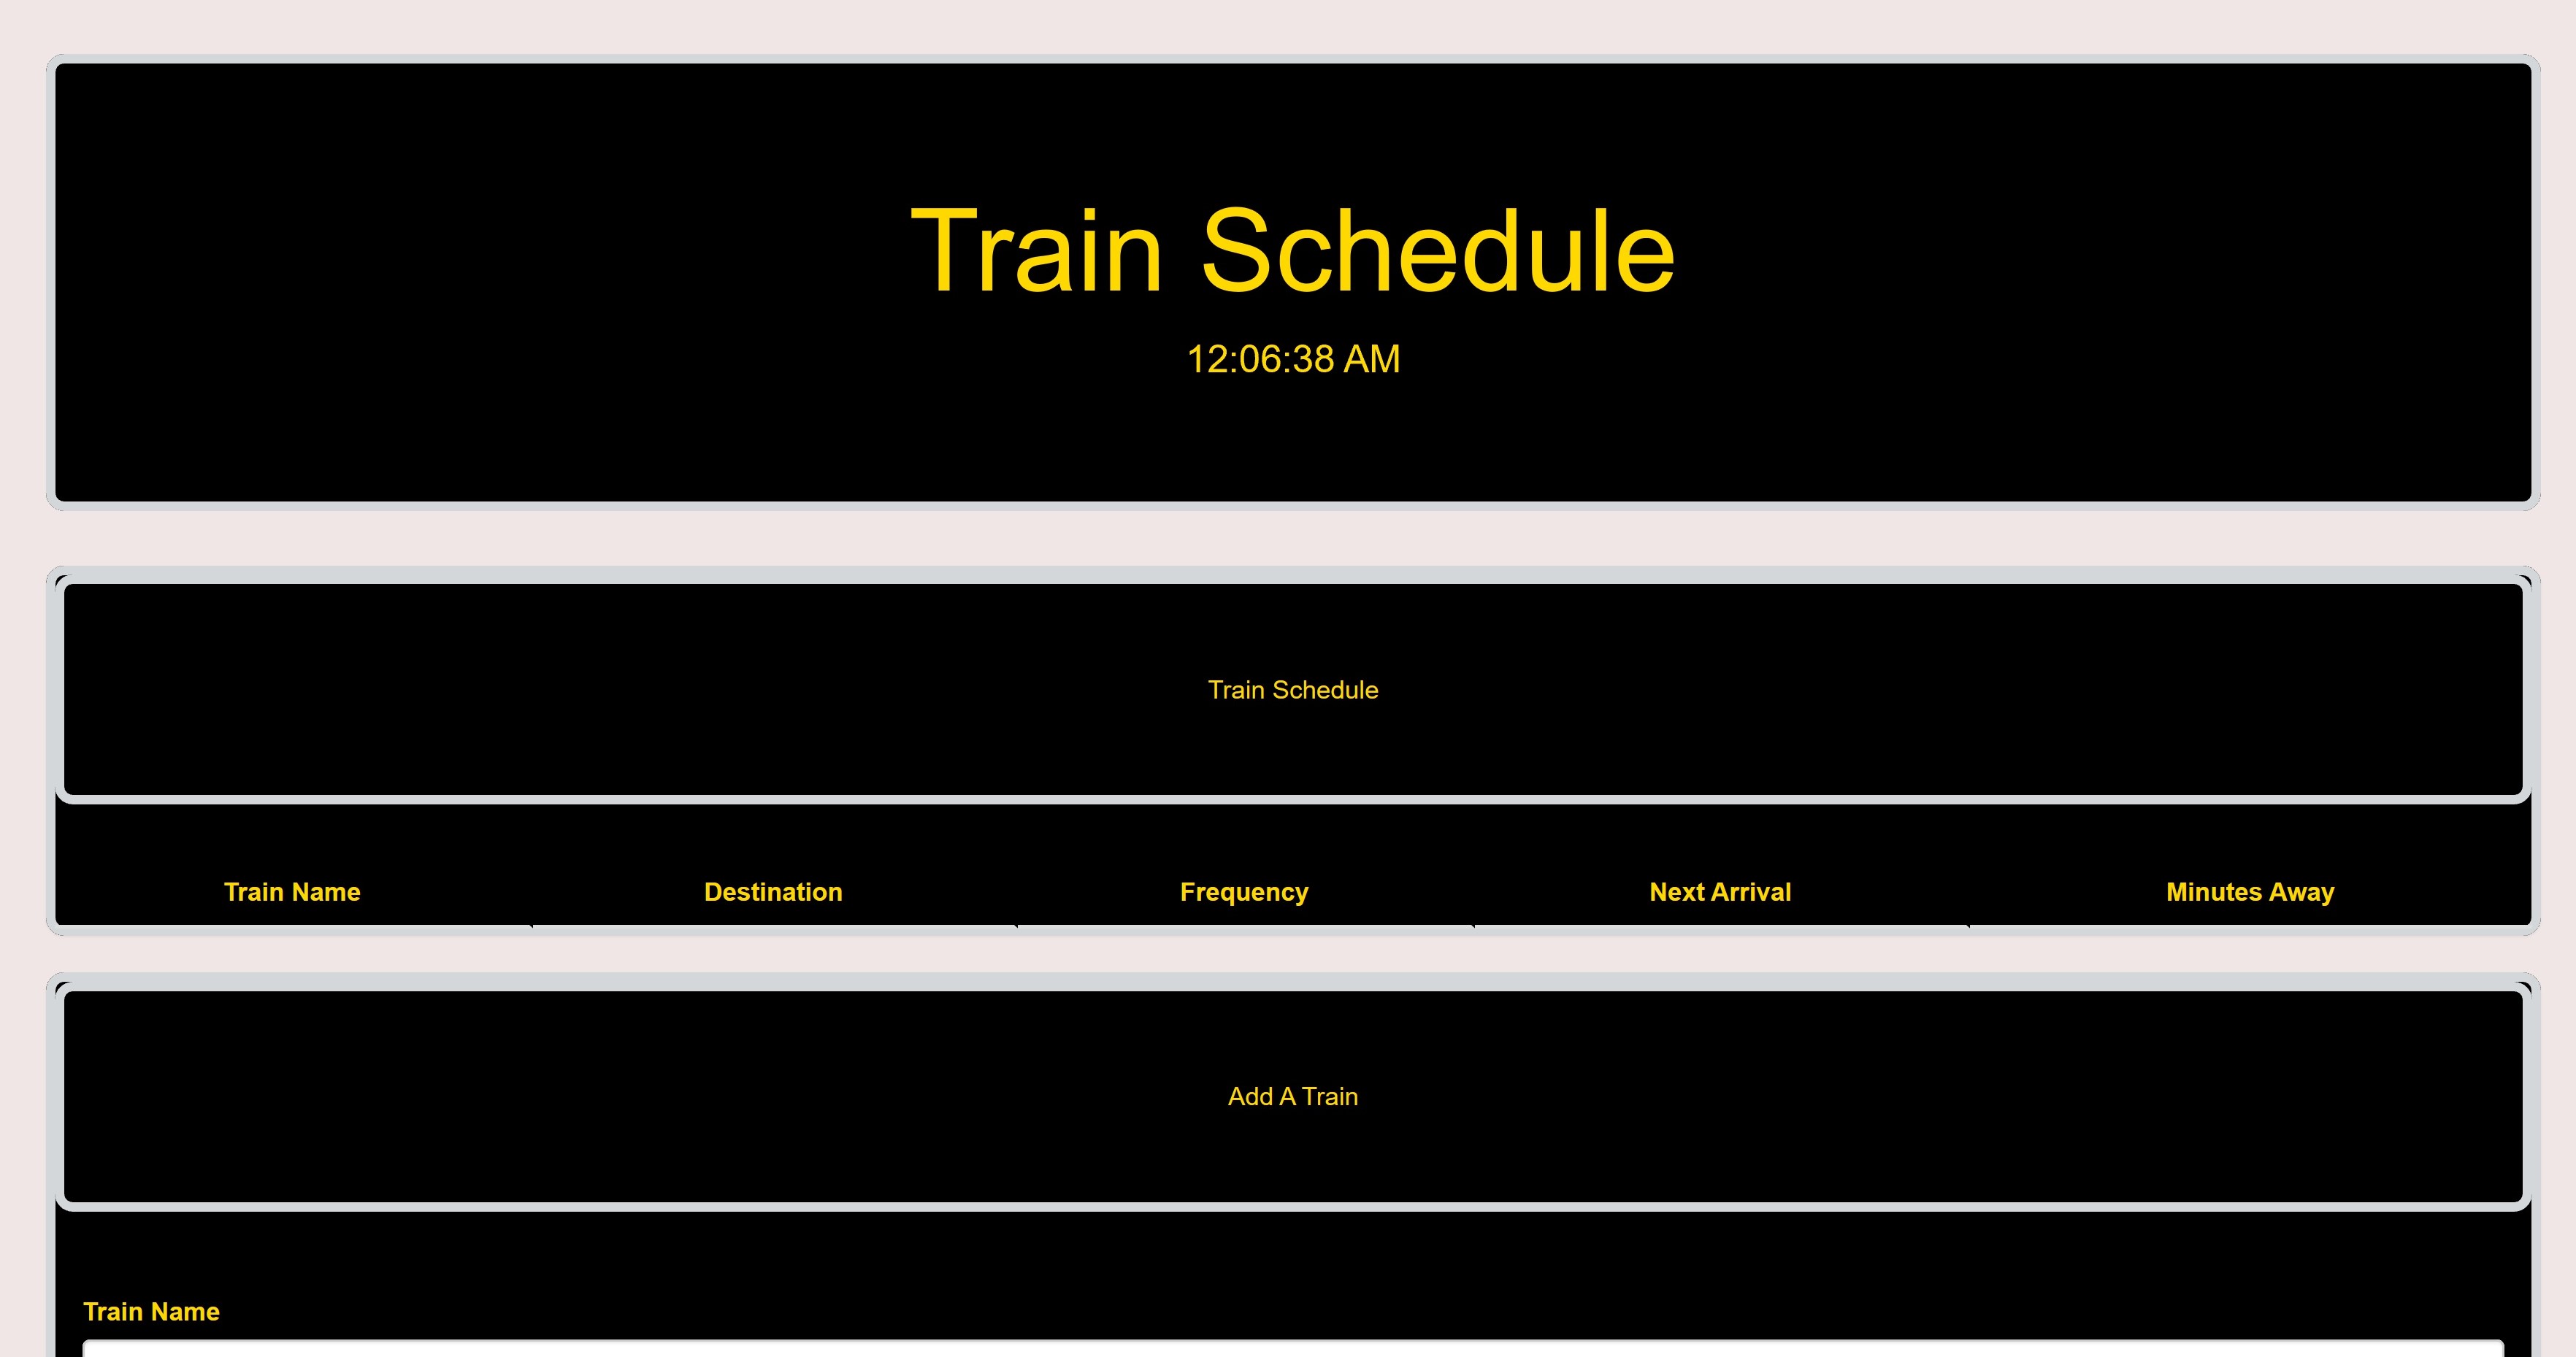 Train Schedule
12:06:38 AM
Train Schedule
Train Name Destination Frequency Next Arrival Minutes Away
Add A Train
Train Name